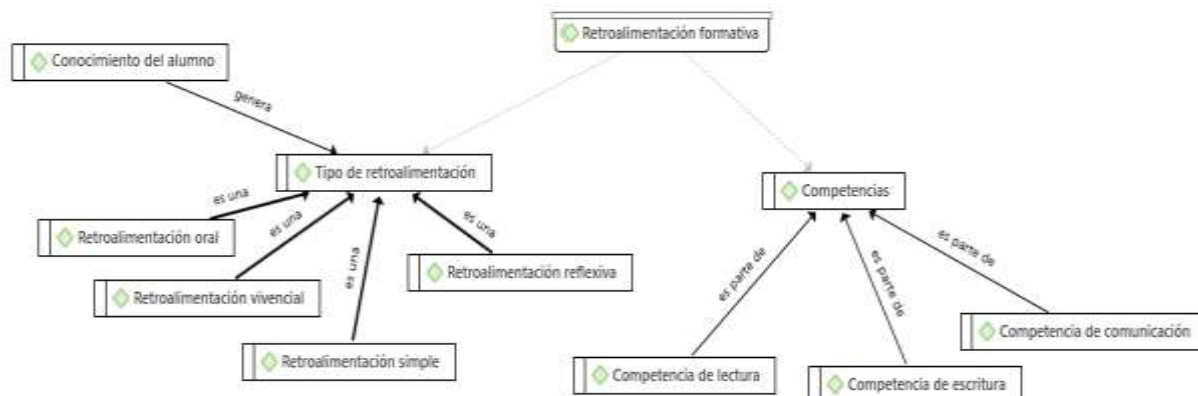 Retroalimentación formativa
Conocimiento del alumno
genera
Tipo de retroalimentación
Competencias
es una
es una
es una
es una
es parte de
es parte de
es parte de
Retroalimentación oral
Retroalimentación reflexiva
Retroalimentación vivencial
Competencia de comunicación
Retroalimentación simple
Competencia de lectura
Competencia de escritura